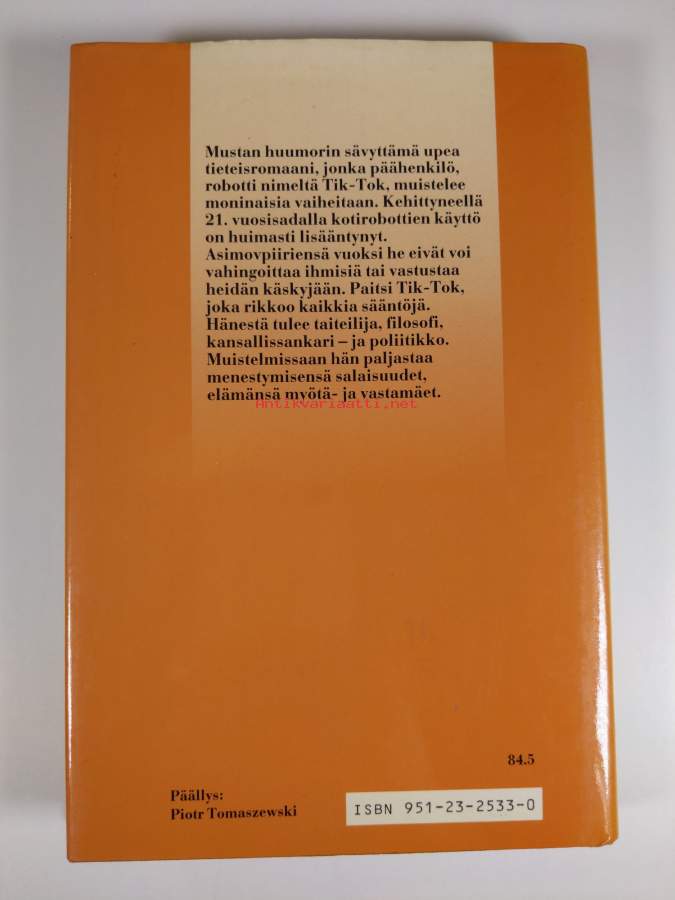 Mustan huumorin sävyttämä upea
tieteisromaani, jonka päähenkilö,
robotti nimeltä Tik-Tok, muistelee
moninaisia vaiheitaan. Kehittyneellä
21. vuosisadalla kotirobottien käyttö
on huimasti lisääntynyt.
Asimovpiiriensä vuoksi he eivät voi
vahingoittaa ihmisiä tai vastustaa
heidän käskyjään. Paitsi Tik-Tok,
joka rikkoo kaikkia sääntöjä.
Hänestä tulee taiteilija, filosofi,
kansallissankari – ja poliitikko.
Muistelmissaan hän paljastaa
menestymisensä salaisuudet,
elämänsä myötä- ja vastamäet.
Antikvariaatti.net
84.5
Päällys:
Piotr Tomaszewski
ISBN 951-23-2533-0